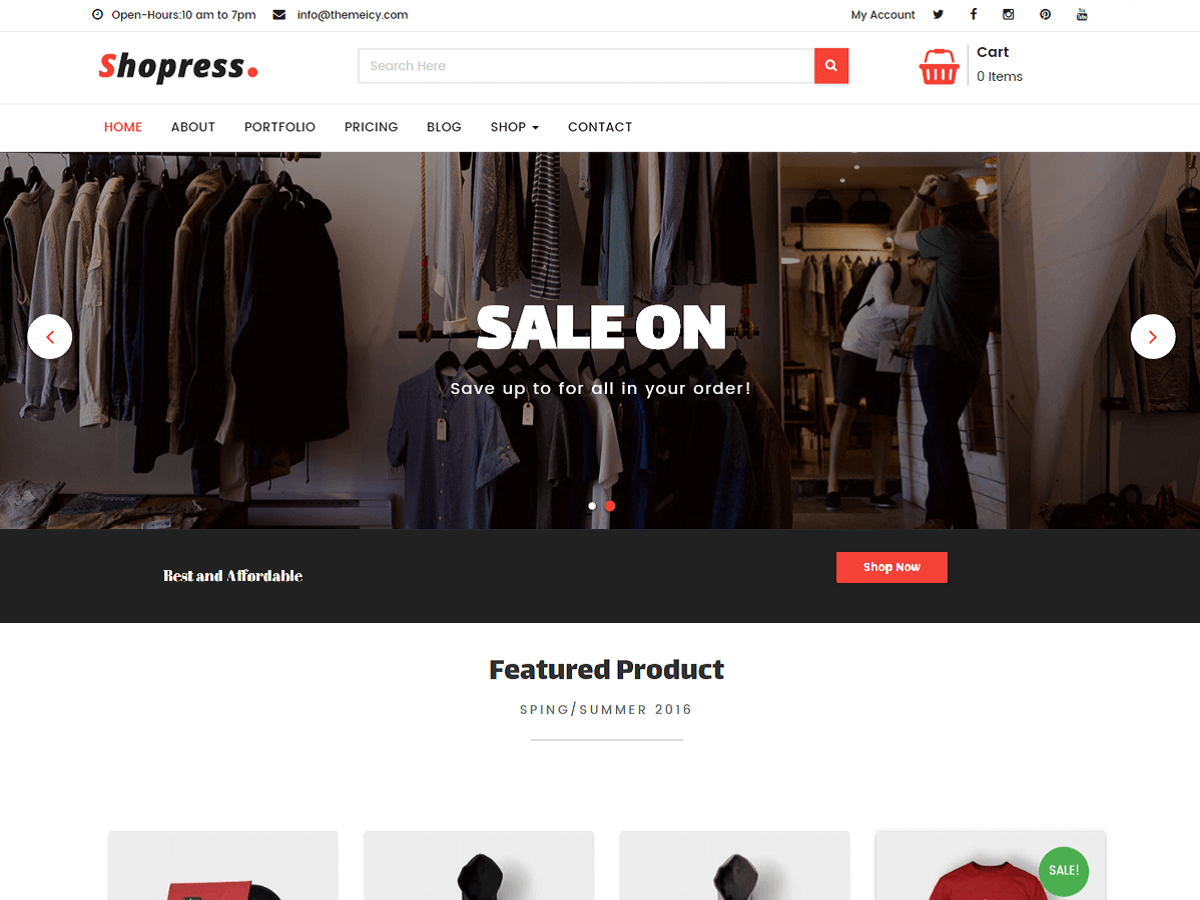 Open-Hours:10 am to 7pm info@themeicy.com My Account
Shopress.
Search Here
Cart
0 Items
HOME ABOUT PORTFOLIO PRICING BLOG SHOP CONTACT
SALE ON
Save up to for all in your order!
Best and Affordable
Shop Now
Featured Product
SPING/SUMMER 2016
SALE!